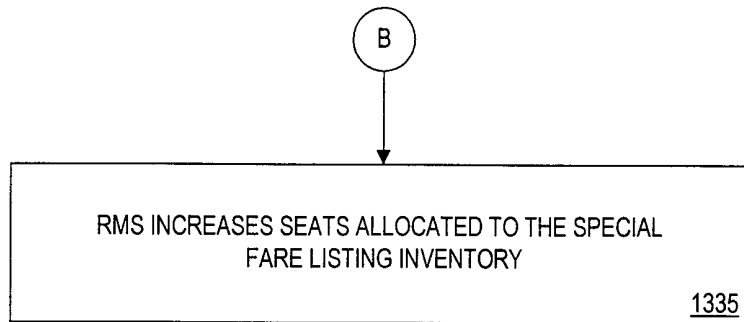 B
RMS INCREASES SEATS ALLOCATED TO THE SPECIAL
FARE LISTING INVENTORY
1335